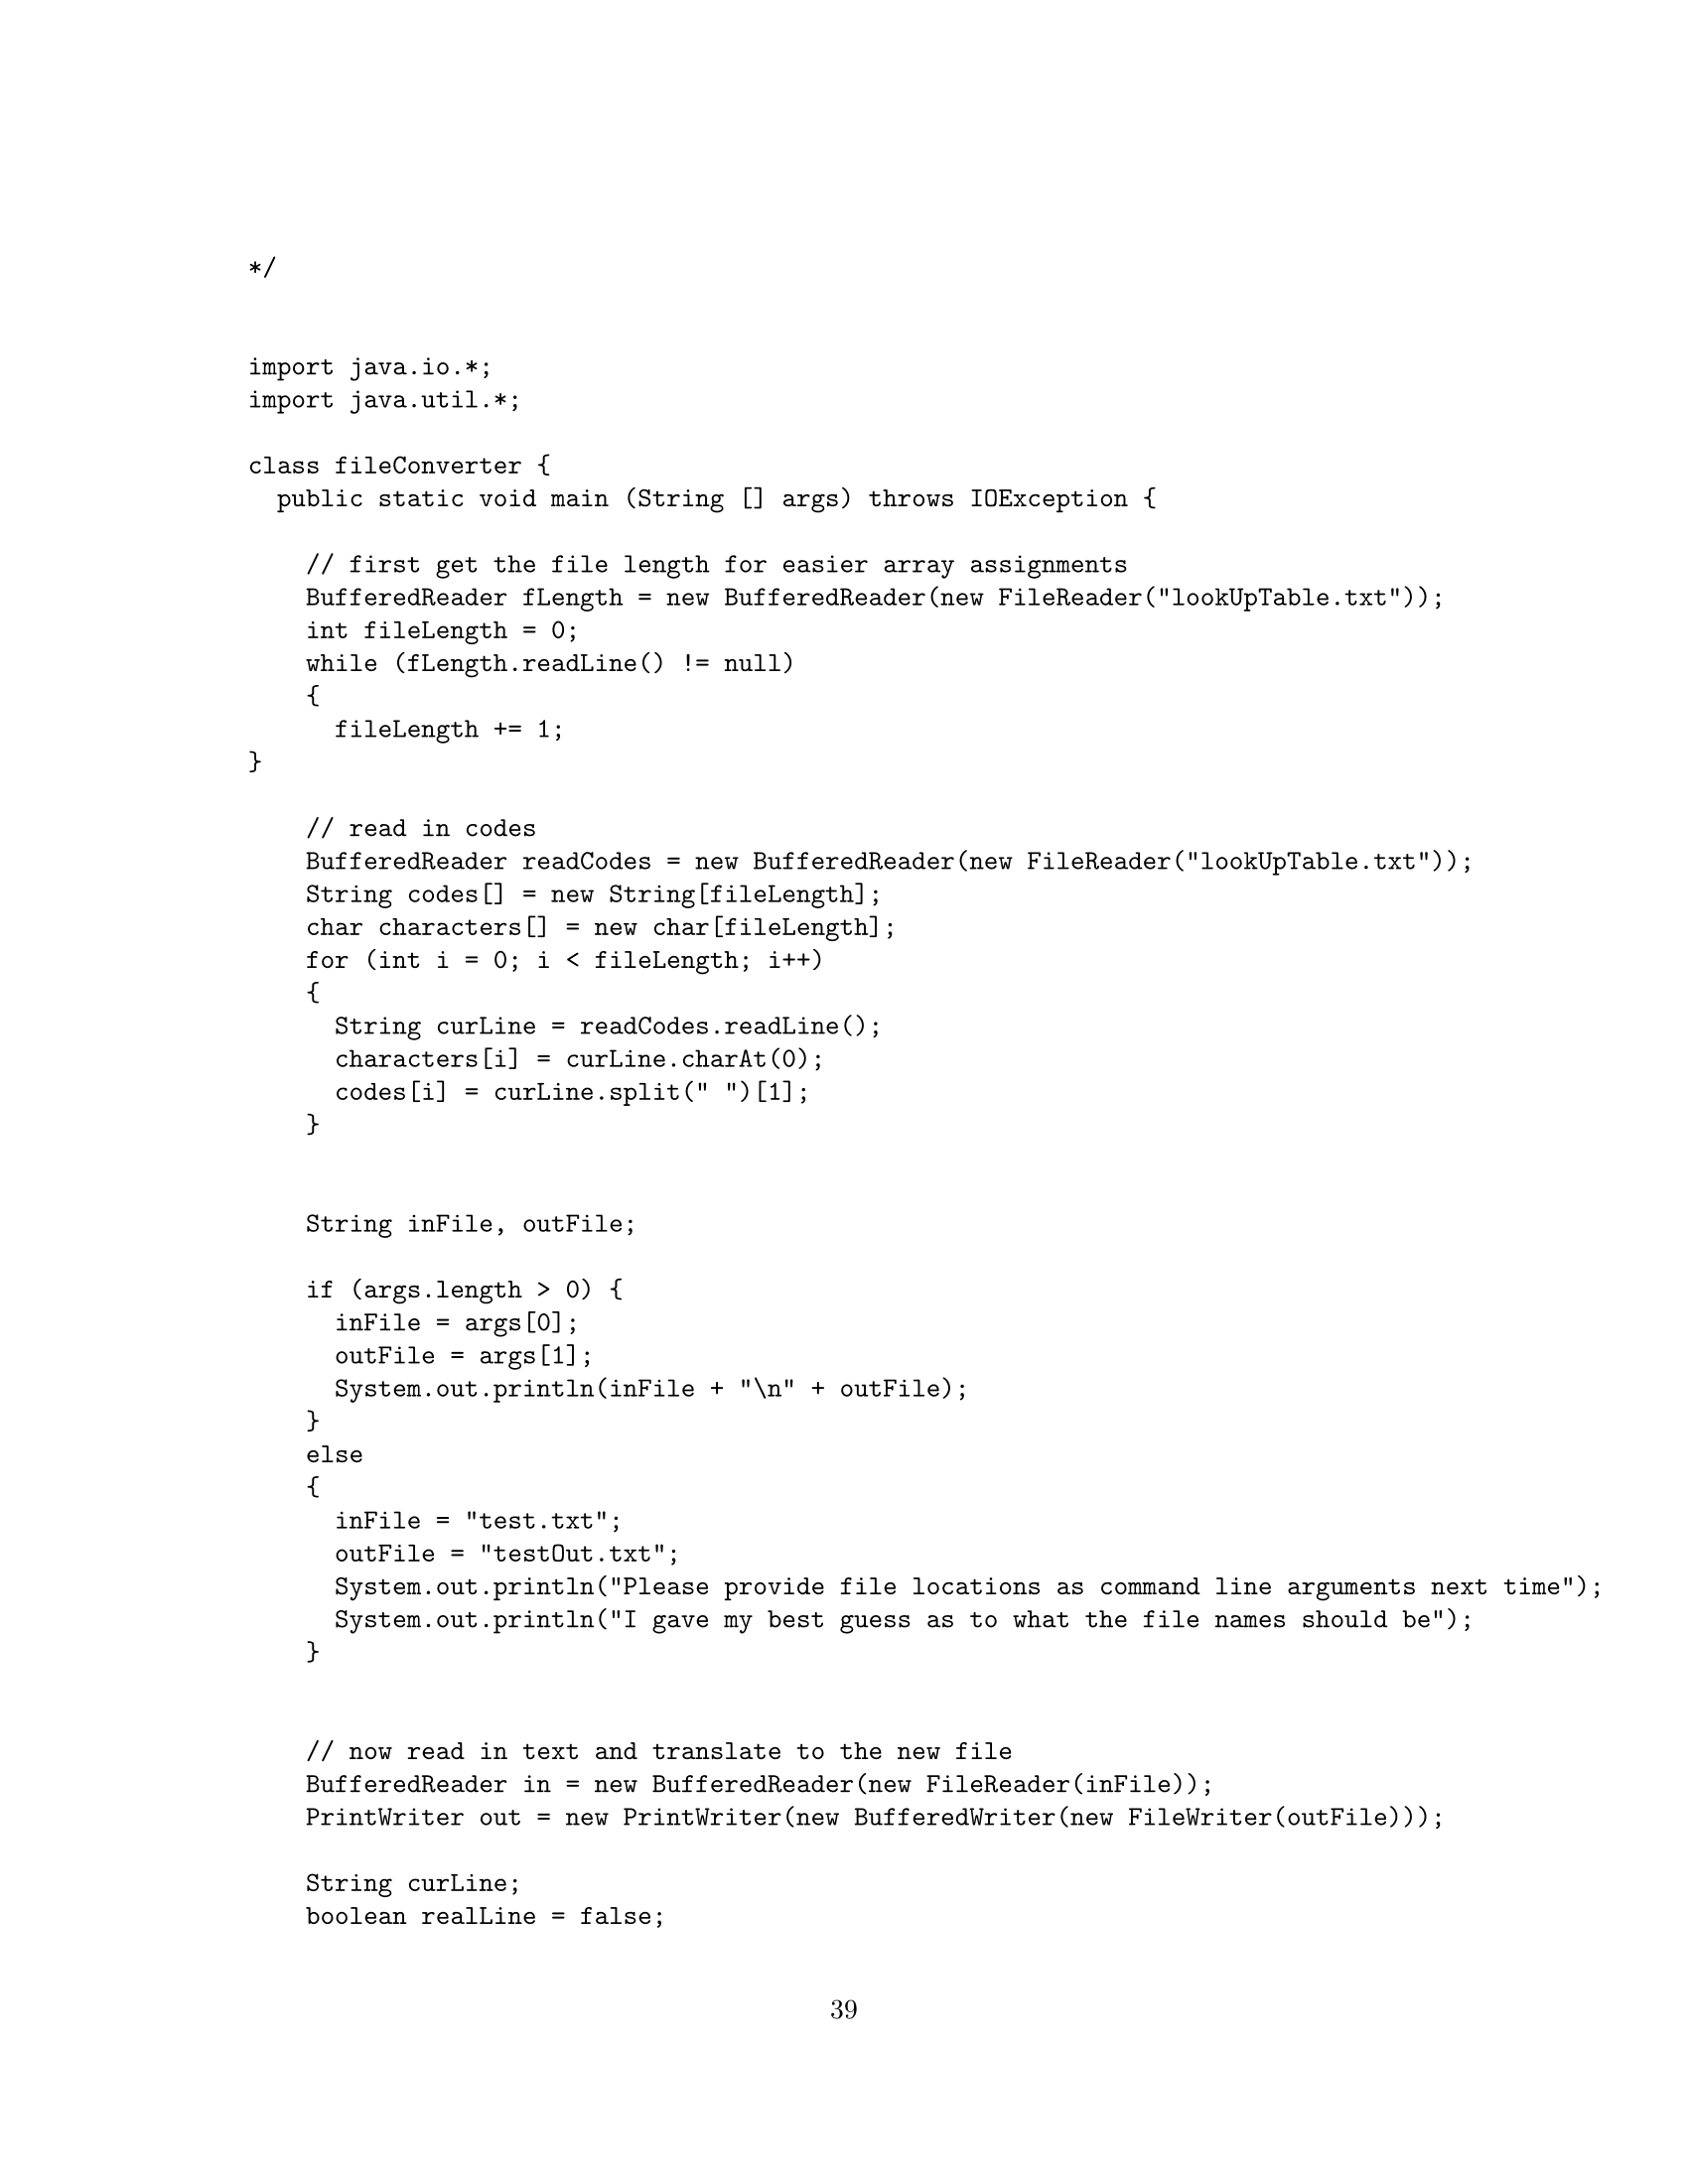 */
import java.io.*;
import java.util.*;
class fileConverter {
  public static void main (String [] args) throws IOException {
    // first get the file length for easier array assignments
    BufferedReader fLength = new BufferedReader(new FileReader("lookUpTable.txt"));
    int fileLength = 0;
    while (fLength.readLine() != null)
    {
      fileLength += 1;
}
    // read in codes
    BufferedReader readCodes = new BufferedReader(new FileReader("lookUpTable.txt"));
    String codes[] = new String[fileLength];
    char characters[] = new char[fileLength];
    for (int i = 0; i < fileLength; i++)
    {
      String curLine = readCodes.readLine();
      characters[i] = curLine.charAt(0);
      codes[i] = curLine.split(" ")[1];
    }
    String inFile, outFile;
    if (args.length > 0) {
      inFile = args[0];
      outFile = args[1];
      System.out.println(inFile + "\n" + outFile);
    }
    else
    {
      inFile = "test.txt";
      outFile = "testOut.txt";
      System.out.println("Please provide file locations as command line arguments next time");
      System.out.println("I gave my best guess as to what the file names should be");
    }
    // now read in text and translate to the new file
    BufferedReader in = new BufferedReader(new FileReader(inFile));
    PrintWriter out = new PrintWriter(new BufferedWriter(new FileWriter(outFile)));
    String curLine;
    boolean realLine = false;
39